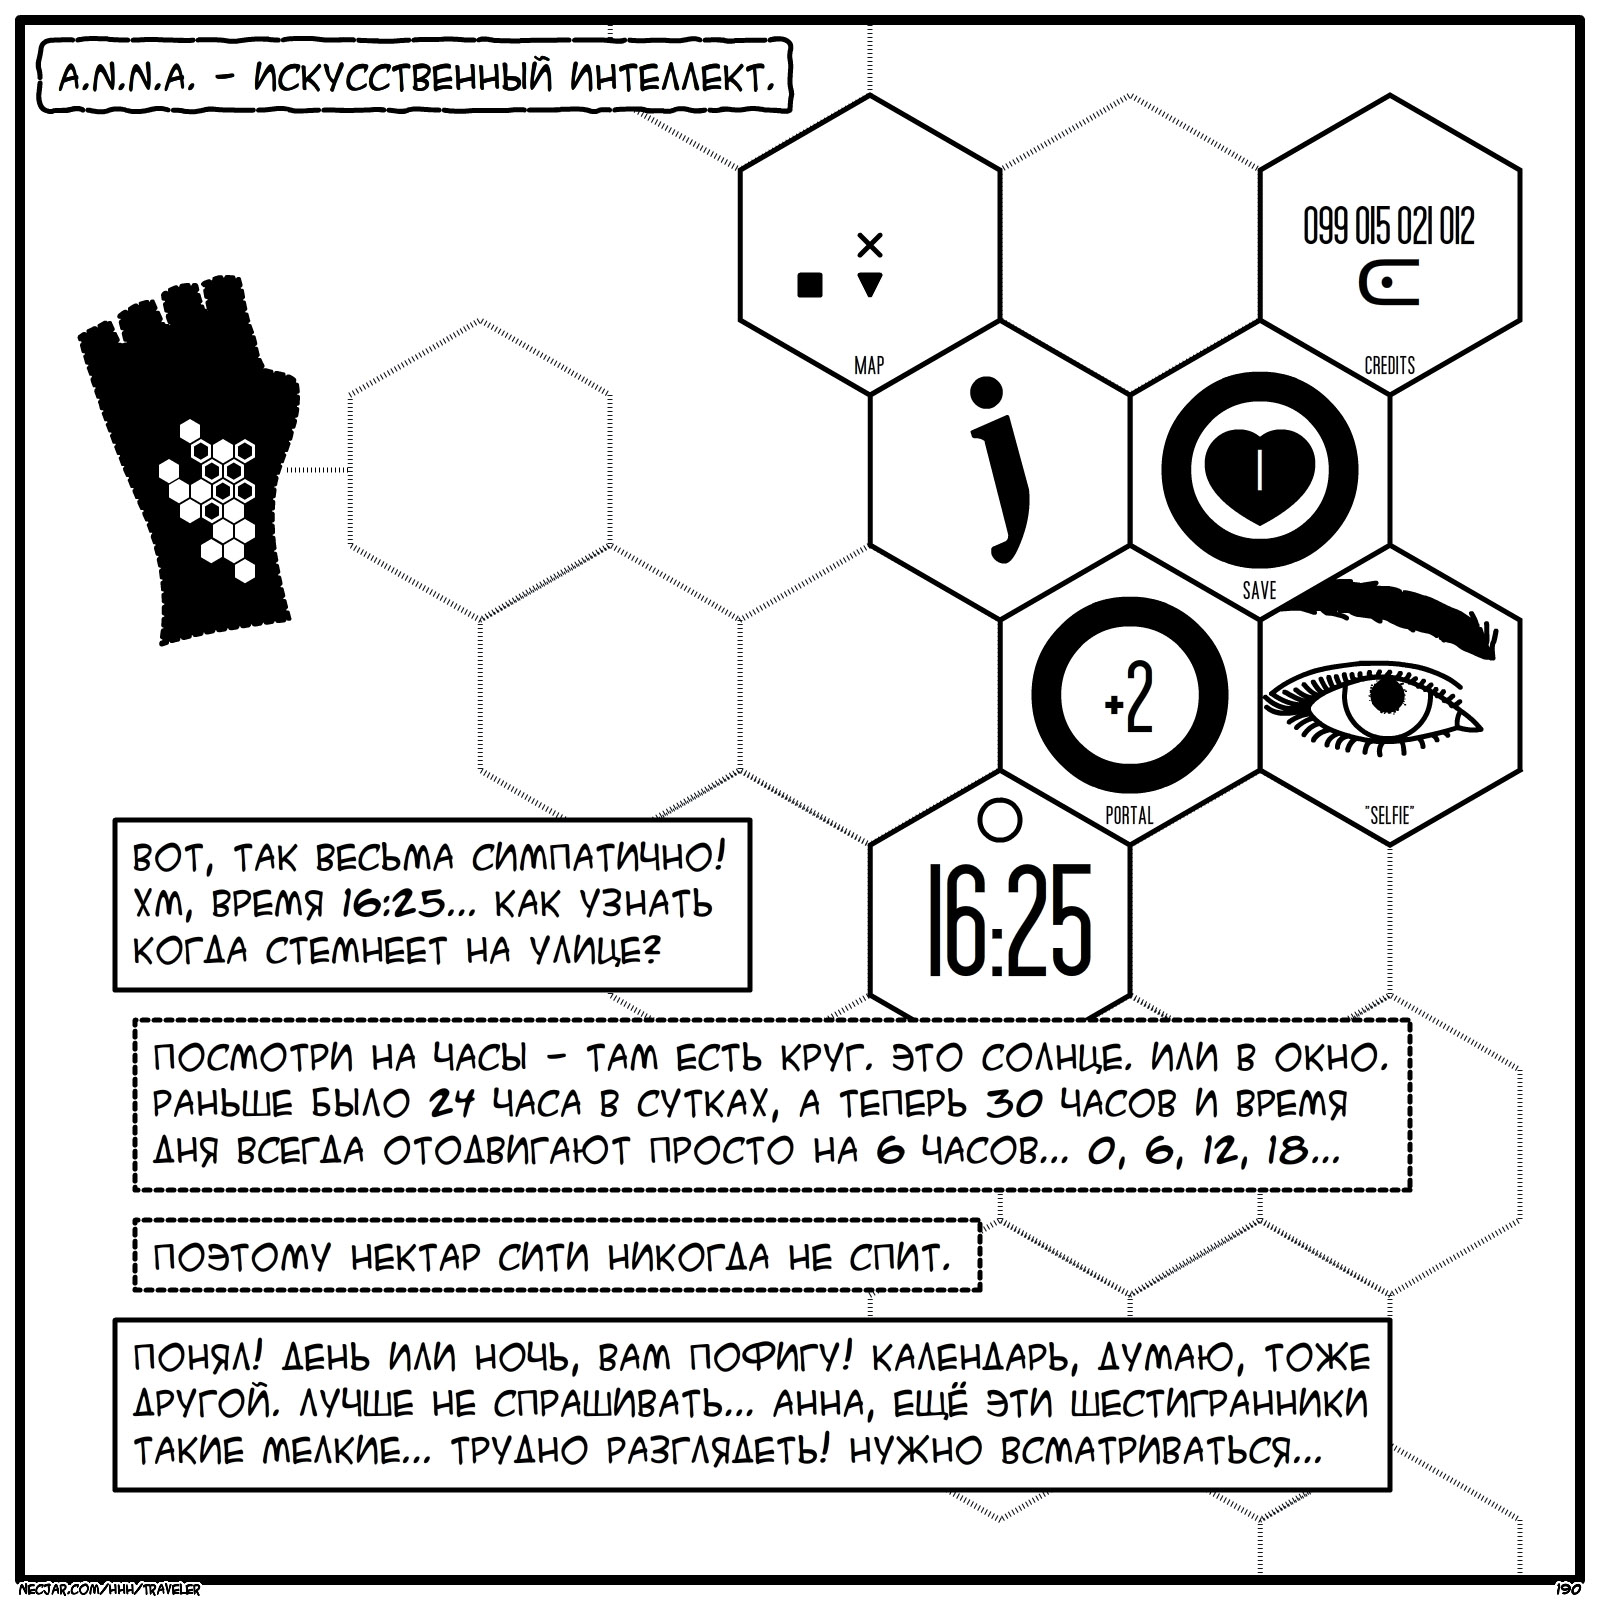 A.N.N.A. - ИСКУССТВЕННЫЙ ИНТЕЛЛЕКТ.
MAP
099 015 021 012
CREDITS
j
1
SAVE
+2
PORTAL
"SELFIE"
16:25
ВОТ, ТАК ВЕСЬМА СИМПАТИЧНО!
ХМ, ВРЕМЯ 16:25... КАК УЗНАТЬ
КОГДА СТЕМНЕЕТ НА УЛИЦЕ?
ПОСМОТРИ НА ЧАСЫ - ТАМ ЕСТЬ КРУГ. ЭТО СОЛНЦЕ. ИЛИ В ОКНО.
РАНЬШЕ БЫЛО 24 ЧАСА В СУТКАХ, А ТЕПЕРЬ 30 ЧАСОВ И ВРЕМЯ
ДНЯ ВСЕГДА ОТОДВИГАЮТ ПРОСТО НА 6 ЧАСОВ... 0, 6, 12, 18...
ПОЭТОМУ НЕКТАР СИТИ НИКОГДА НЕ СПИТ.
ПОНЯЛ! ДЕНЬ ИЛИ НОЧЬ, ВАМ ПОФИГУ! КАЛЕНДАРЬ, ДУМАЮ, ТОЖЕ
ДРУГОЙ. ЛУЧШЕ НЕ СПРАШИВАТЬ... АННА, ЕЩЁ ЭТИ ШЕСТИГРАННИКИ
ТАКИЕ МЕЛКИЕ... ТРУДНО РАЗГЛЯДЕТЬ! НУЖНО ВСМАТРИВАТЬСЯ...
NECJAR.COM/HHH/TRAVELER
190